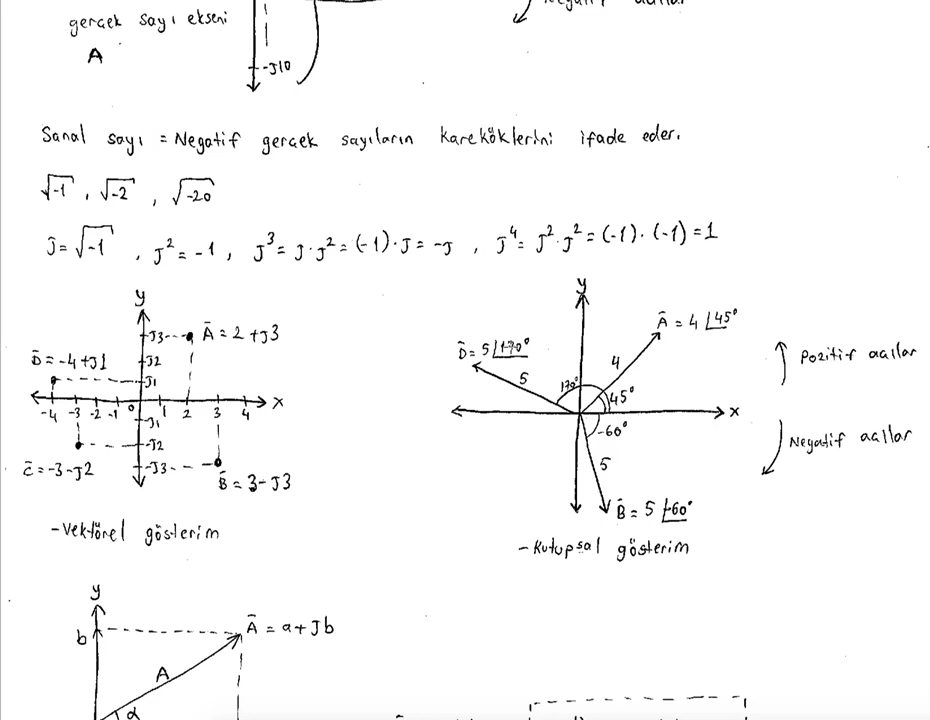 gerçek sayı ekseni
A
-J10
Sanal sayı = Negatif gerçek sayıların kareköklerini ifade eder.
√-1 , √-2 , √-20
J = √-1 , J² = -1 , J³ = J · J² = (-1) · J = -J , J⁴ = J² · J² = (-1) · (-1) = 1
y
J3
Ā = 2 + J3
D̄ = -4 + J1
J2
J1
-4 -3 -2 -1 0 1 2 3 4 x
-J1
-J2
C̄ = -3 - J2
-J3
B̄ = 3 - J3
- Vektörel gösterim
y
Ā = 4 ∠45°
D̄ = 5 ∠170°
4
5
170°
45°
x
-60°
5
B̄ = 5 ∠-60°
Pozitif açılar
Negatif açılar
- Kutupsal gösterim
y
b
Ā = a + Jb
A
α